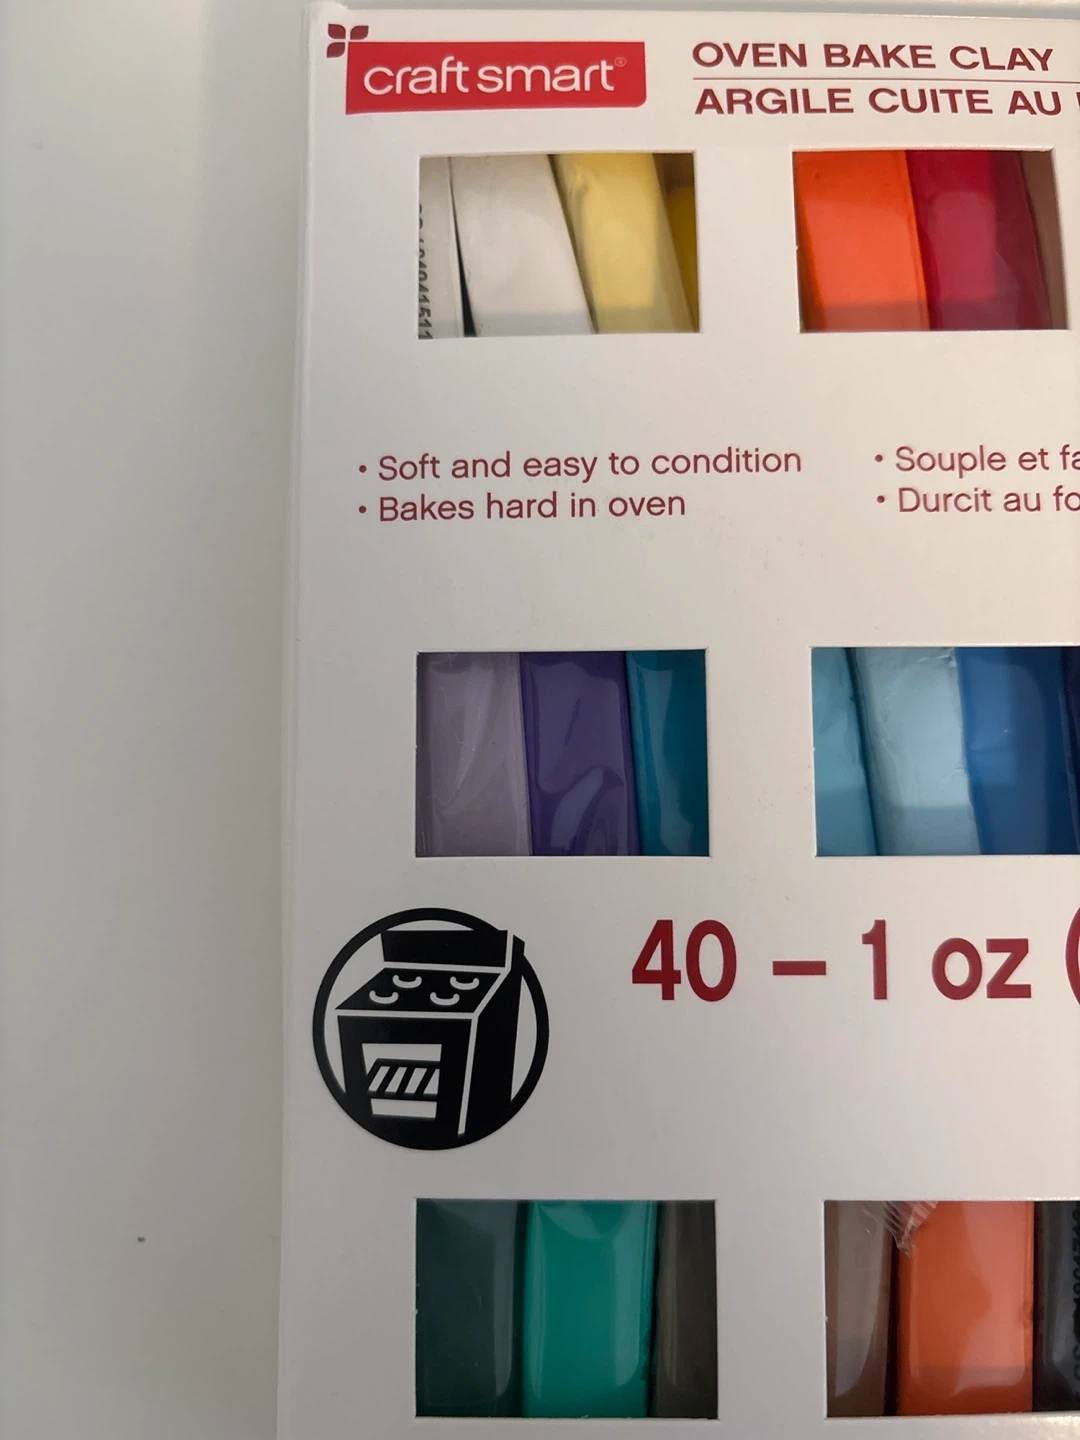 craft smart®
OVEN BAKE CLAY
ARGILE CUITE AU
• Soft and easy to condition
• Bakes hard in oven
• Souple et
• Durcit au
40 – 1 oz (